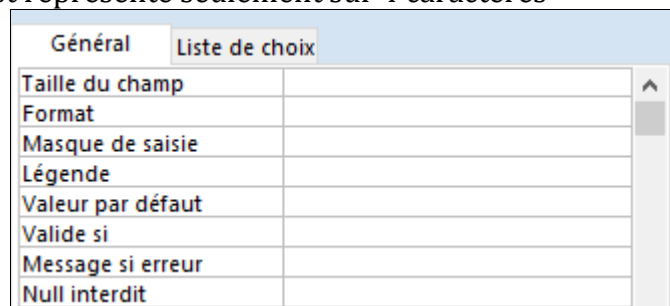 représenté seulement sur 4 caractères
Général Liste de choix
Taille du champ
Format
Masque de saisie
Légende
Valeur par défaut
Valide si
Message si erreur
Null interdit